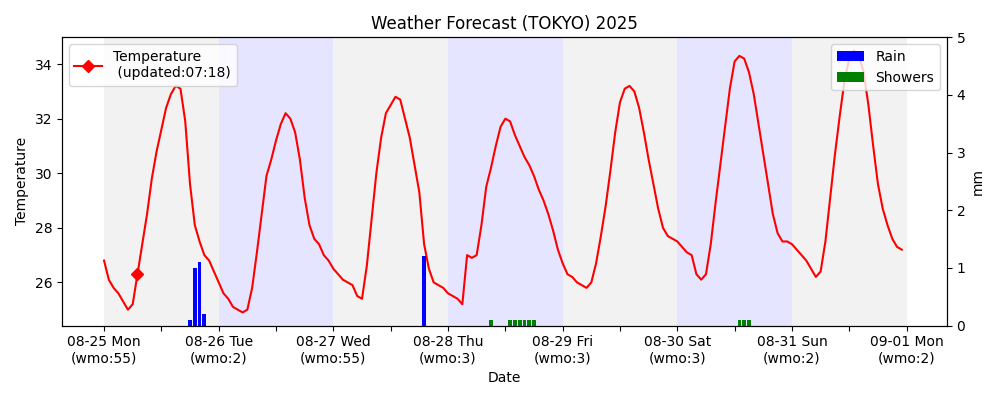 Weather Forecast (TOKYO) 2025
Temperature
(updated:07:18)
Rain
Showers
34
32
30
28
26
Temperature
5
4
3
2
1
0
mm
08-25 Mon
(wmo:55)
08-26 Tue
(wmo:2)
08-27 Wed
(wmo:55)
08-28 Thu
(wmo:3)
08-29 Fri
(wmo:3)
08-30 Sat
(wmo:3)
08-31 Sun
(wmo:2)
09-01 Mon
(wmo:2)
Date